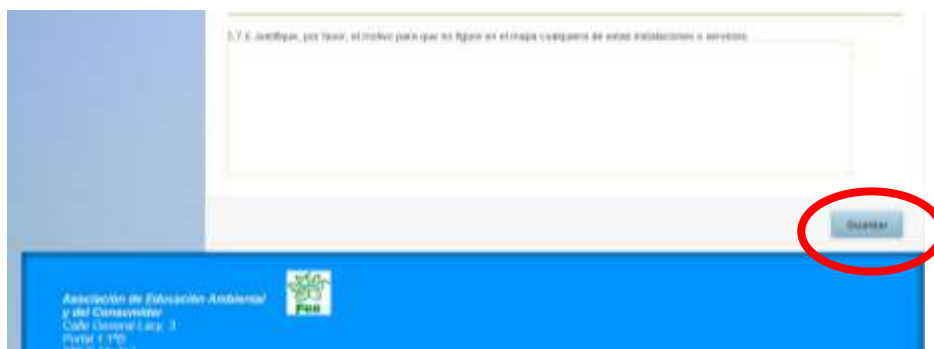 3.7.6 Justifique, por favor, el motivo para que no figure en el mapa cualquiera de estas instalaciones o servicios
Guardar
Asociación de Educación Ambiental
y del Consumidor
Calle General Lacy, 3
Portal 1 1ºB